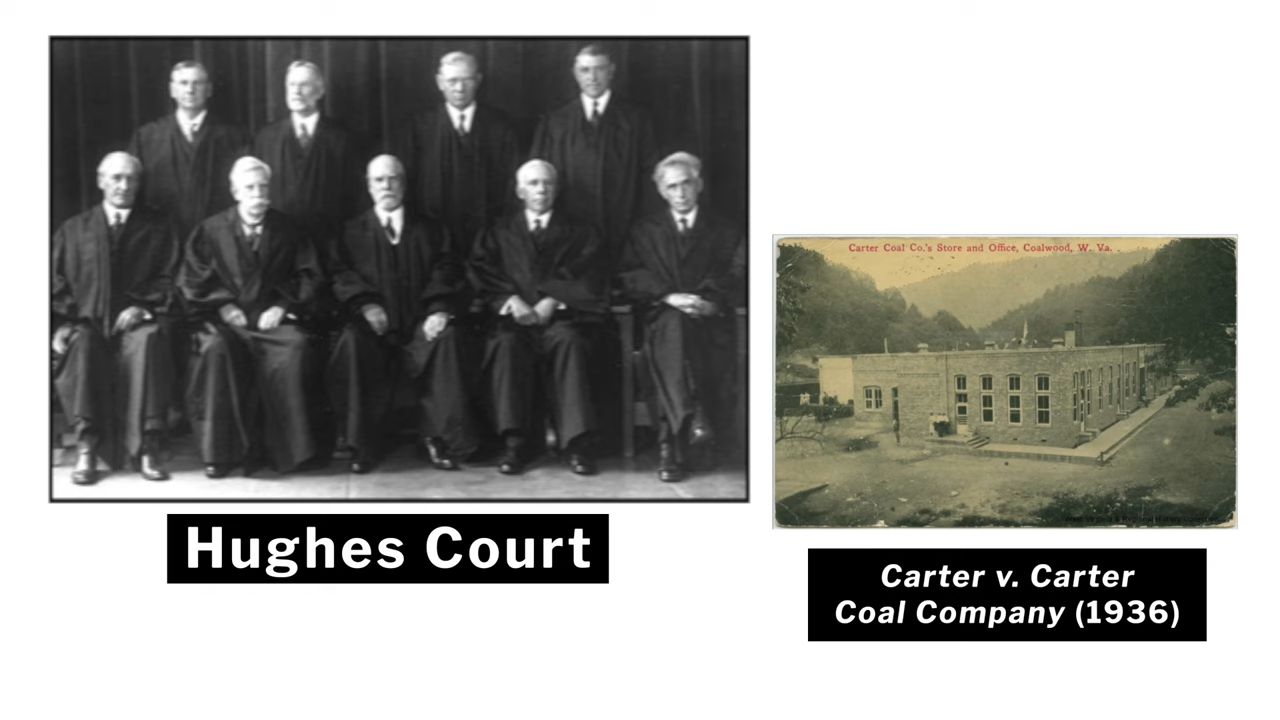 Carter Coal Co.'s Store and Office, Coalwood, W. Va.
Hughes Court
Carter v. Carter
Coal Company (1936)